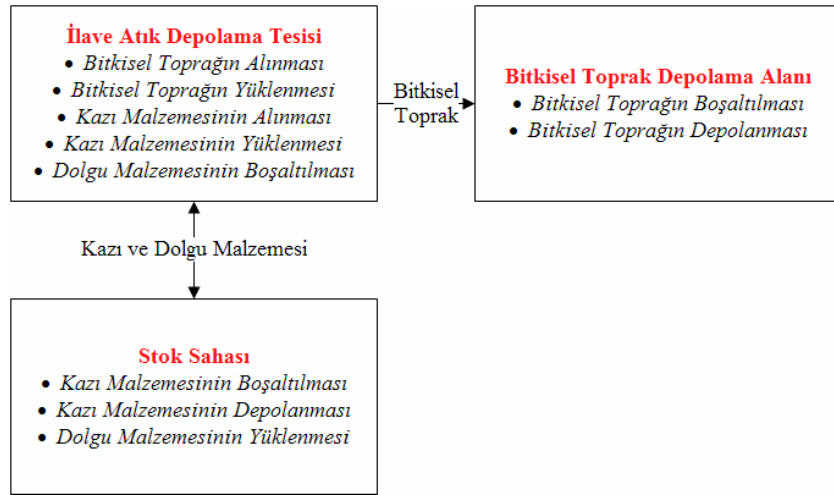 İlave Atık Depolama Tesisi
• Bitkisel Toprağın Alınması
• Bitkisel Toprağın Yüklenmesi
• Kazı Malzemesinin Alınması
• Kazı Malzemesinin Yüklenmesi
• Dolgu Malzemesinin Boşaltılması
Bitkisel
Toprak
Bitkisel Toprak Depolama Alanı
• Bitkisel Toprağın Boşaltılması
• Bitkisel Toprağın Depolanması
Kazı ve Dolgu Malzemesi
Stok Sahası
• Kazı Malzemesinin Boşaltılması
• Kazı Malzemesinin Depolanması
• Dolgu Malzemesinin Yüklenmesi